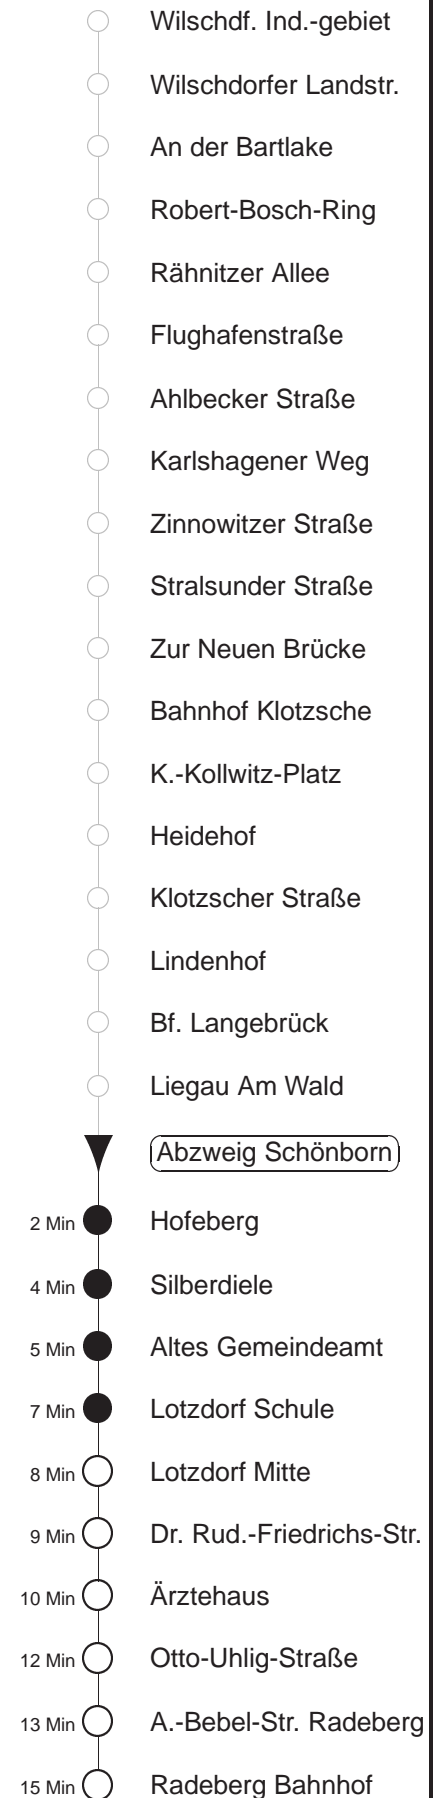 Wilschdf. Ind.-gebiet
Wilschdorfer Landstr.
An der Bartlake
Robert-Bosch-Ring
Rähnitzer Allee
Flughafenstraße
Ahlbecker Straße
Karlshagener Weg
Zinnowitzer Straße
Stralsunder Straße
Zur Neuen Brücke
Bahnhof Klotzsche
K.-Kollwitz-Platz
Heidehof
Klotzscher Straße
Lindenhof
Bf. Langebrück
Liegau Am Wald
Abzweig Schönborn
2 Min Hofeberg
4 Min Silberdiele
5 Min Altes Gemeindeamt
7 Min Lotzdorf Schule
8 Min Lotzdorf Mitte
9 Min Dr. Rud.-Friedrichs-Str.
10 Min Ärztehaus
12 Min Otto-Uhlig-Straße
13 Min A.-Bebel-Str. Radeberg
15 Min Radeberg Bahnhof